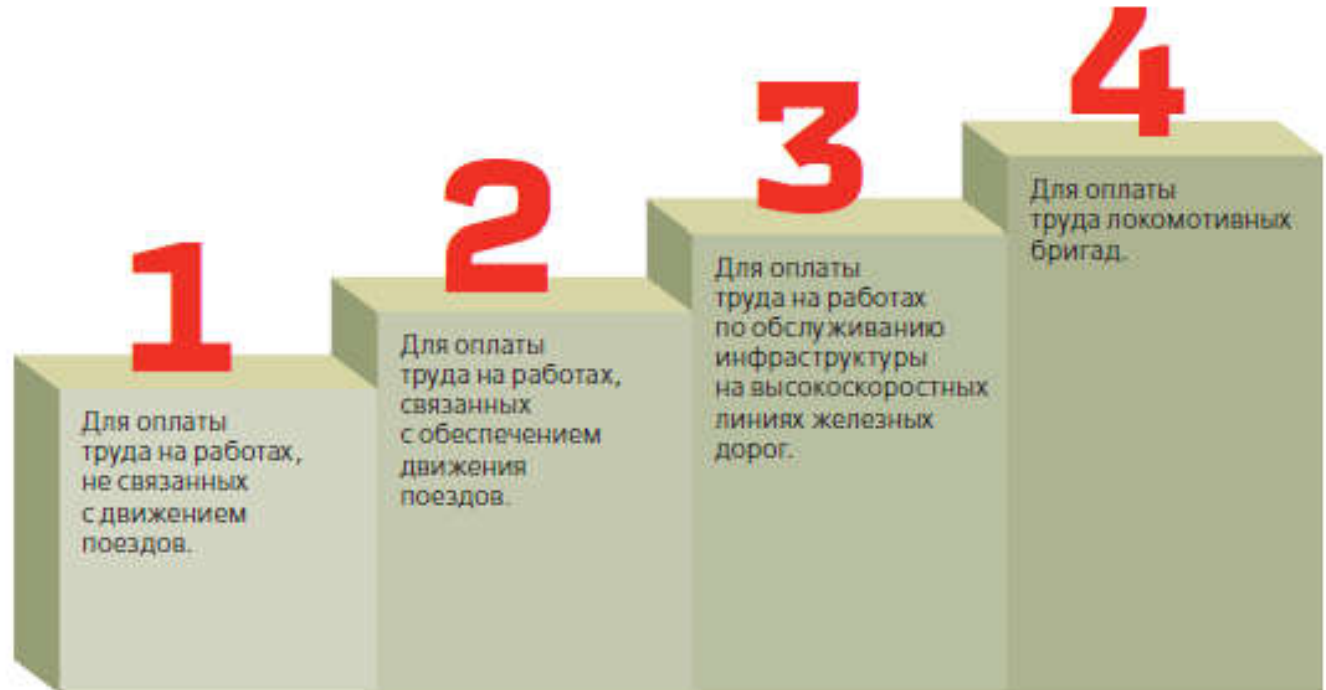 1
Для оплаты
труда на работах,
не связанных
с движением
поездов.
2
Для оплаты
труда на работах,
связанных
с обеспечением
движения
поездов.
3
Для оплаты
труда на работах
по обслуживанию
инфраструктуры
на высокоскоростных
линиях железных
дорог.
4
Для оплаты
труда локомотивных
бригад.